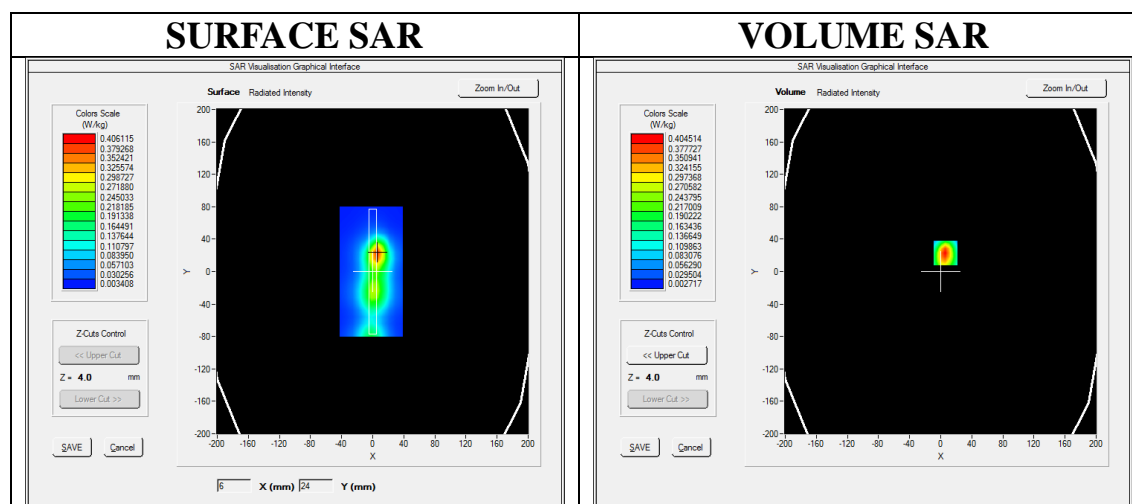 SURFACE SAR
VOLUME SAR
SAR Visualisation Graphical Interface
Surface Radiated Intensity
Zoom In/Out
Colors Scale
(W/kg)
0.406115
0.379268
0.352421
0.325574
0.298727
0.271880
0.245033
0.218185
0.191338
0.164491
0.137644
0.110797
0.083950
0.057103
0.030256
0.003408
Z-Cuts Control
<< Upper Cut
Z = 4.0 mm
Lower Cut >>
SAVE Cancel
200
160
120
80
40
0
-40
-80
-120
-160
-200
Y
-200 -160 -120 -80 -40 0 40 80 120 160 200
X
6 X (mm) 24 Y (mm)
SAR Visualisation Graphical Interface
Volume Radiated Intensity
Zoom In/Out
Colors Scale
(W/kg)
0.404514
0.377727
0.350941
0.324155
0.297368
0.270582
0.243795
0.217009
0.190222
0.163436
0.136649
0.109863
0.083076
0.056290
0.029504
0.002717
Z-Cuts Control
<< Upper Cut
Z = 4.0 mm
Lower Cut >>
SAVE Cancel
200
160
120
80
40
0
-40
-80
-120
-160
-200
Y
-200 -160 -120 -80 -40 0 40 80 120 160 200
X